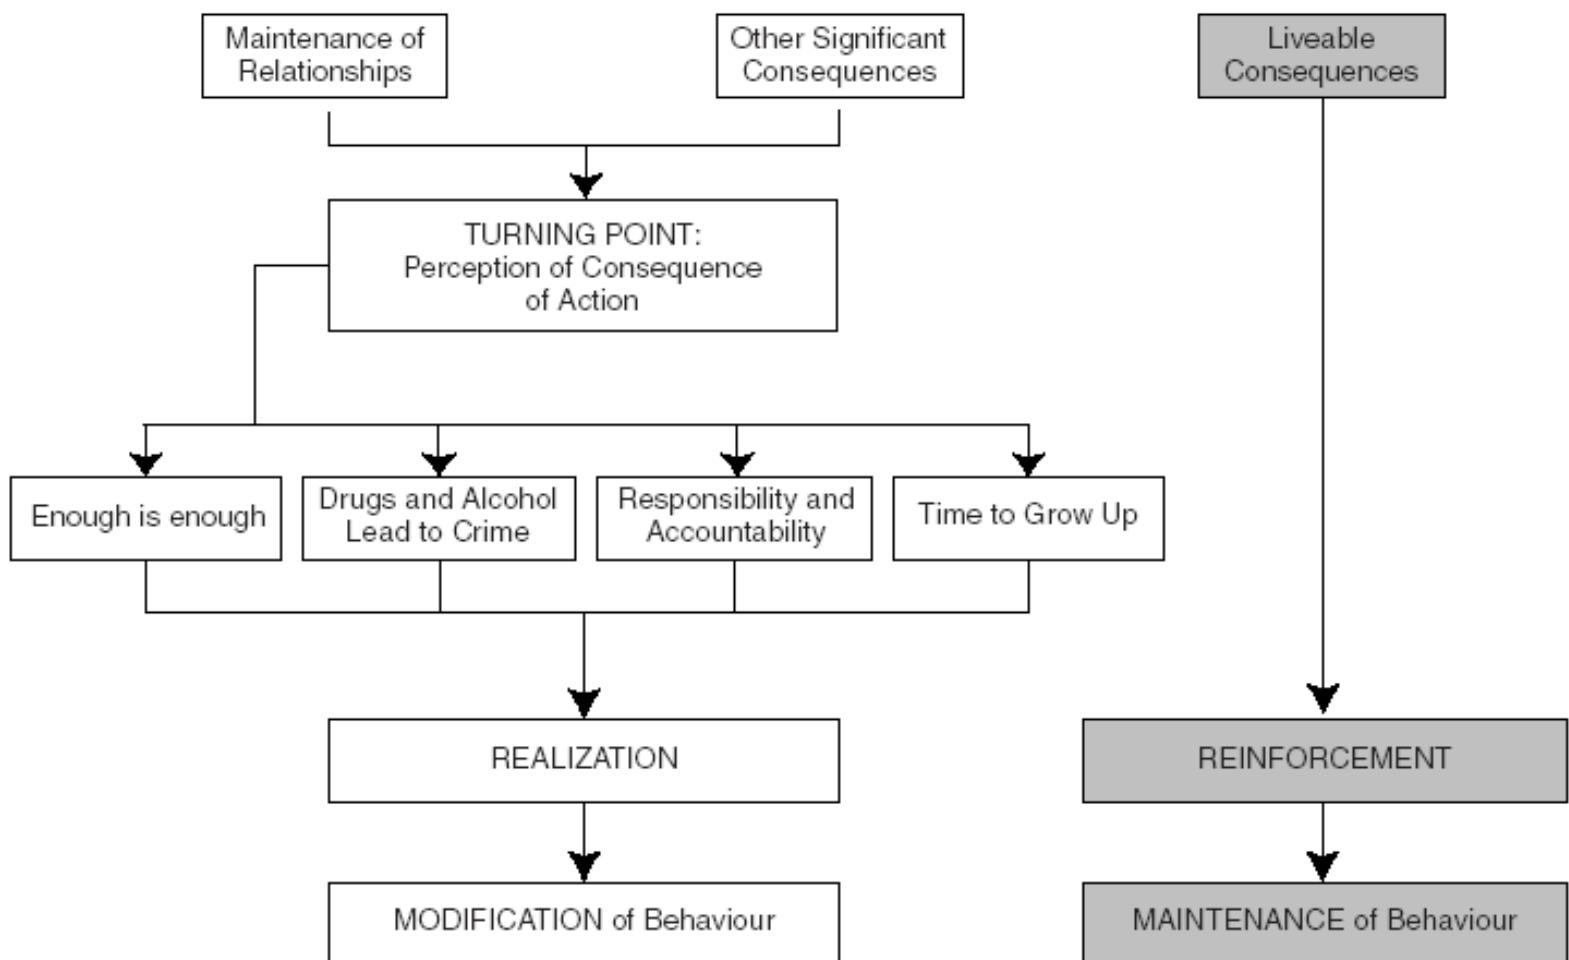 Maintenance of
Relationships
Other Significant
Consequences
Liveable
Consequences
TURNING POINT:
Perception of Consequence
of Action
Enough is enough
Drugs and Alcohol
Lead to Crime
Responsibility and
Accountability
Time to Grow Up
REALIZATION
REINFORCEMENT
MODIFICATION of Behaviour
MAINTENANCE of Behaviour